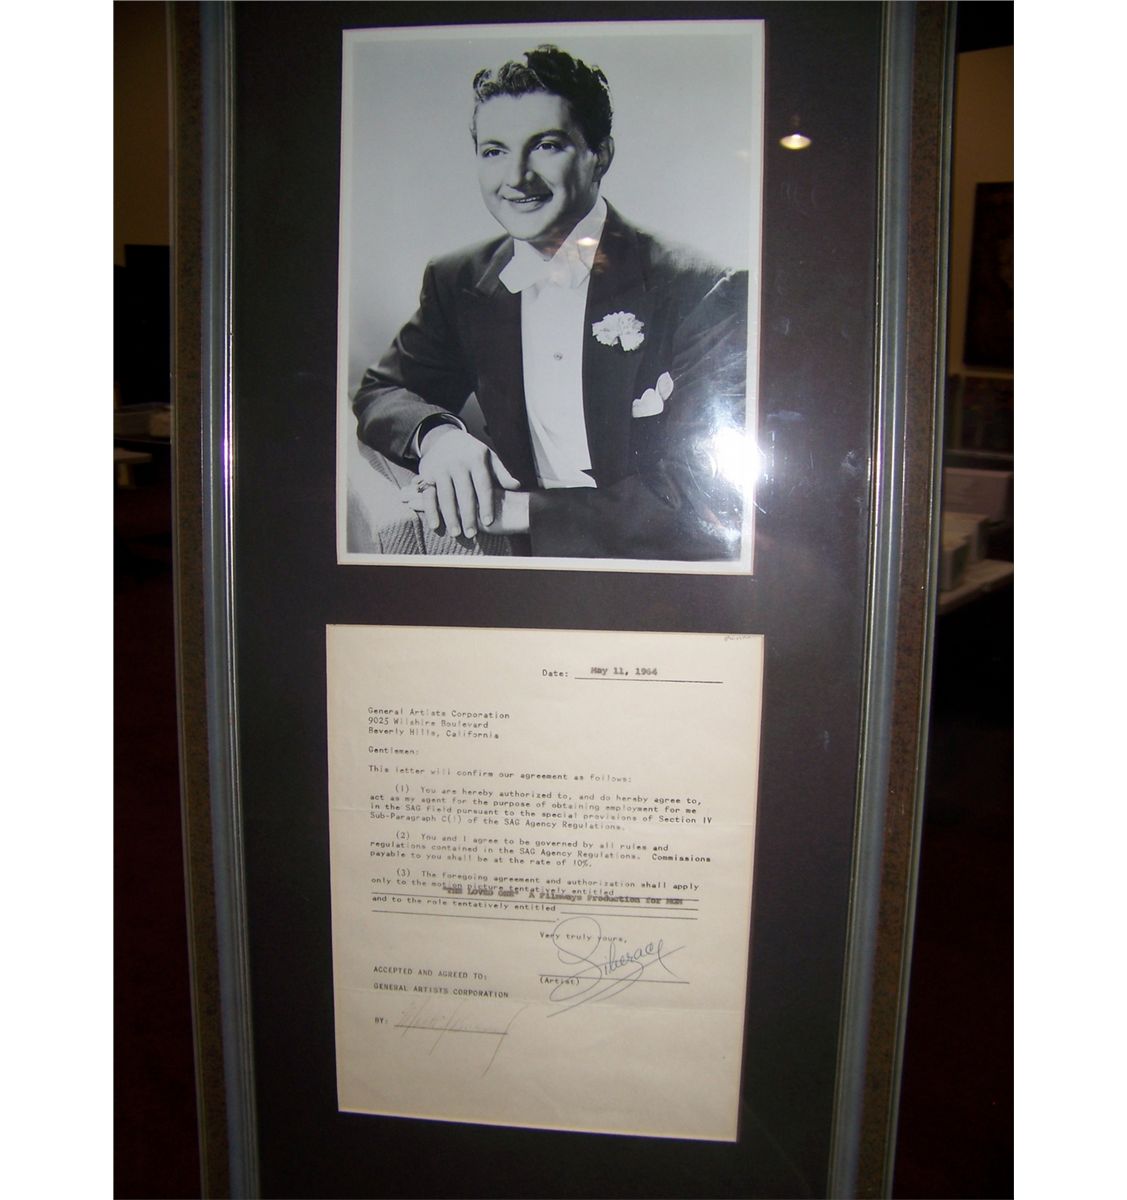 Date: May 11, 1964
General Artists Corporation
9025 Wilshire Boulevard
Beverly Hills, California
Gentlemen:
This letter will confirm our agreement as follows:
(1) You are hereby authorized to, and do hereby agree to,
act as my agent for the purpose of obtaining employment for me
in the SAG field pursuant to the special provisions of Section IV
Sub-Paragraph C(1) of the SAG Agency Regulations.
(2) You and I agree to be governed by all rules and
regulations contained in the SAG Agency Regulations. Commissions
payable to you shall be at the rate of 10%.
(3) The foregoing agreement and authorization shall apply
only to the motion picture tentatively entitled
"THE LOVED ONE" A Filmways Production for MGM
and to the role tentatively entitled
Very truly yours,
Liberace
(Artist)
ACCEPTED AND AGREED TO:
GENERAL ARTISTS CORPORATION
BY: